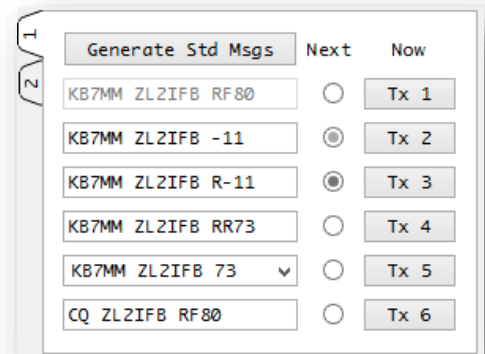 1
2
Generate Std Msgs Next Now
KB7MM ZL2IFB RF80 Tx 1
KB7MM ZL2IFB -11 Tx 2
KB7MM ZL2IFB R-11 Tx 3
KB7MM ZL2IFB RR73 Tx 4
KB7MM ZL2IFB 73 Tx 5
CQ ZL2IFB RF80 Tx 6